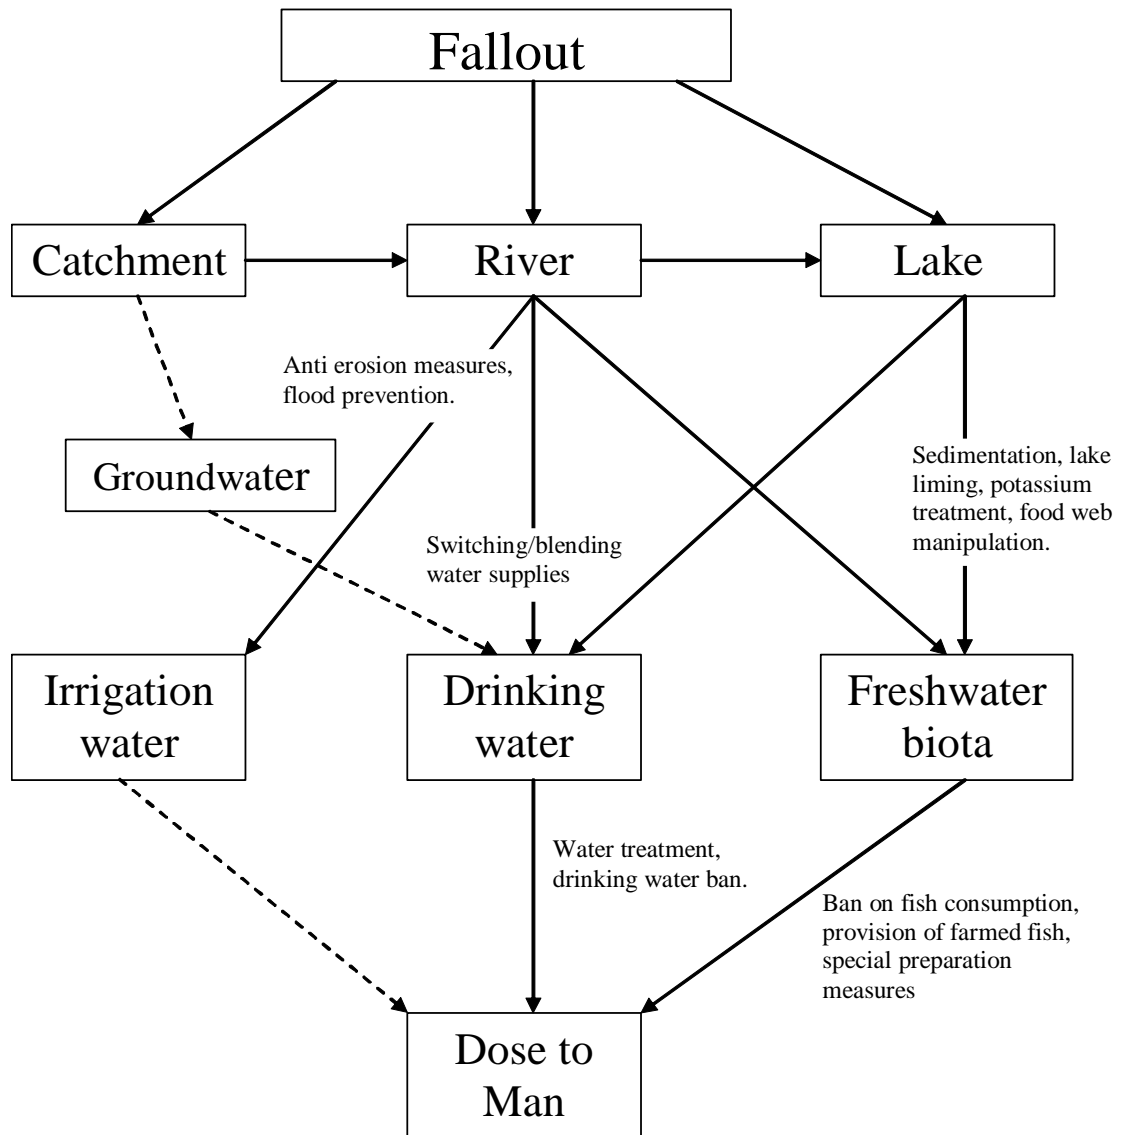 Fallout
Catchment
River
Lake
Anti erosion measures,
flood prevention.
Groundwater
Sedimentation, lake
liming, potassium
treatment, food web
manipulation.
Switching/blending
water supplies
Irrigation
water
Drinking
water
Freshwater
biota
Water treatment,
drinking water ban.
Ban on fish consumption,
provision of farmed fish,
special preparation
measures
Dose to
Man